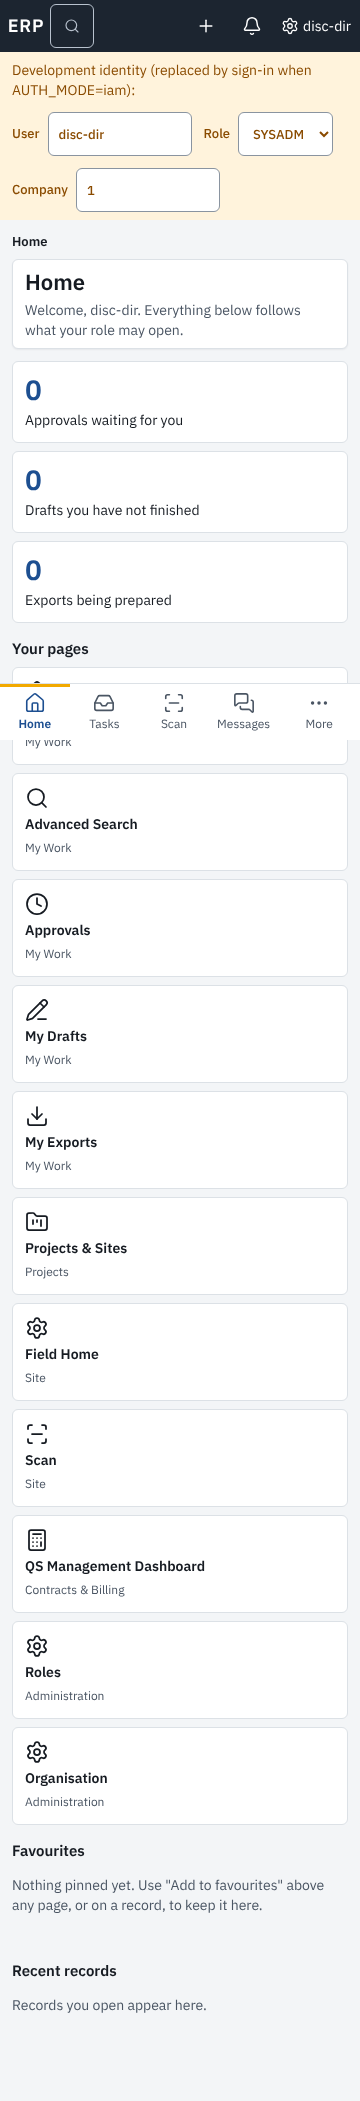 ERP
disc-dir
Development identity (replaced by sign-in when
AUTH_MODE=iam):
User disc-dir Role SYSADM
Company 1
Home
Home
Welcome, disc-dir. Everything below follows
what your role may open.
0
Approvals waiting for you
0
Drafts you have not finished
0
Exports being prepared
Your pages
Home Tasks Scan Messages More
My Work
Advanced Search
My Work
Approvals
My Work
My Drafts
My Work
My Exports
My Work
Projects & Sites
Projects
Field Home
Site
Scan
Site
QS Management Dashboard
Contracts & Billing
Roles
Administration
Organisation
Administration
Favourites
Nothing pinned yet. Use "Add to favourites" above
any page, or on a record, to keep it here.
Recent records
Records you open appear here.